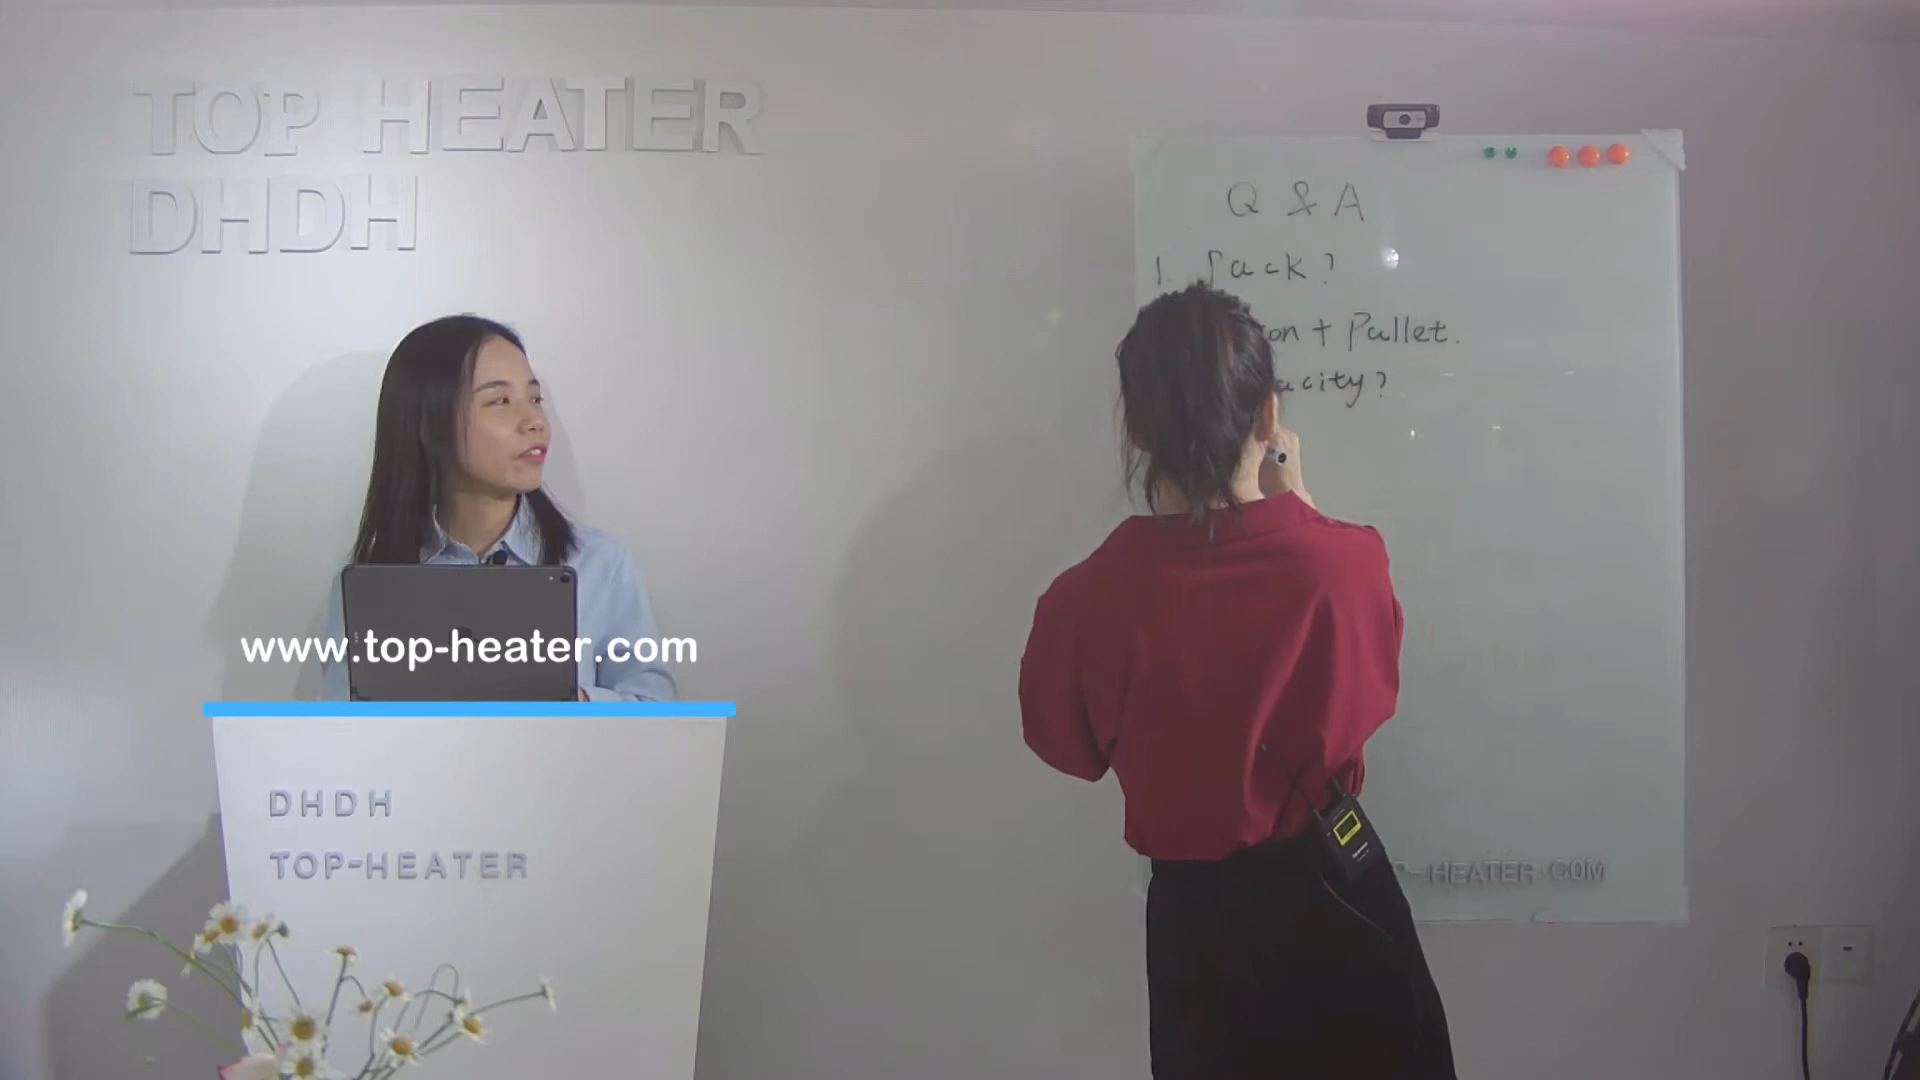 TOP HEATER
DHDH
Q & A
1. Pack?
on + Pallet.
acity?
www.top-heater.com
DHDH
TOP-HEATER
P-HEATER.COM